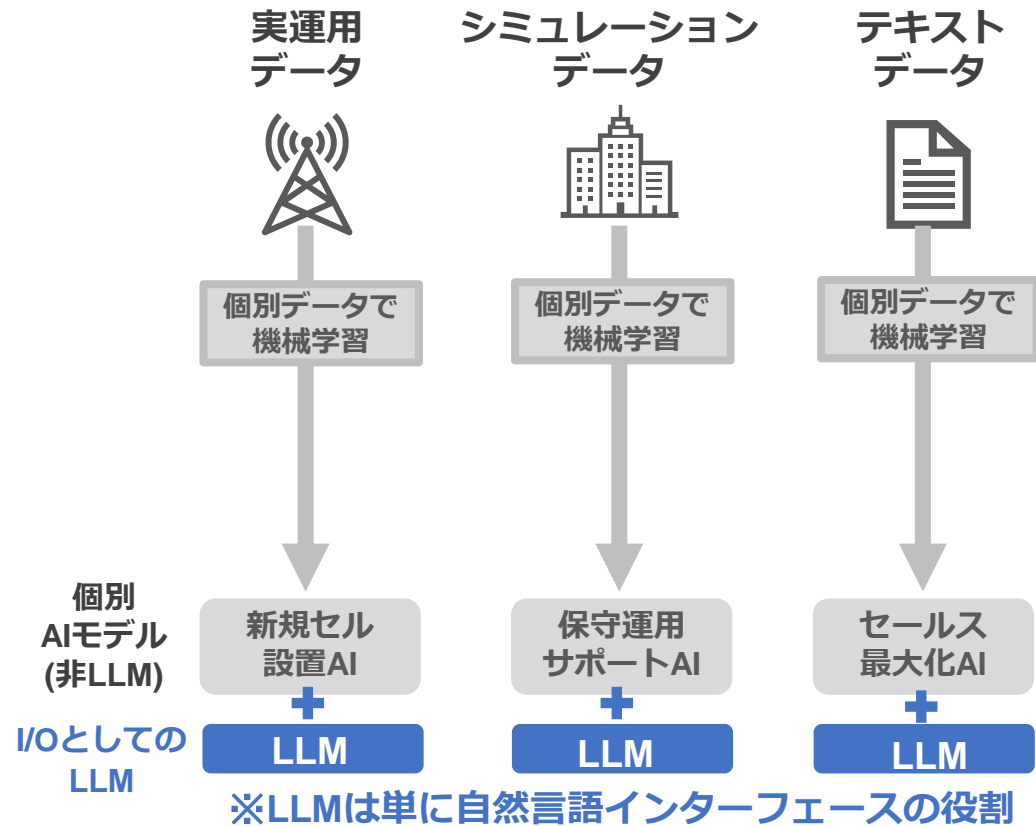 実運用
データ
シミュレーション
データ
テキスト
データ
個別データで
機械学習
個別データで
機械学習
個別データで
機械学習
個別
AIモデル
(非LLM)
新規セル
設置AI
保守運用
サポートAI
セールス
最大化AI
I/Oとしての
LLM
LLM
LLM
LLM
※LLMは単に自然言語インターフェースの役割